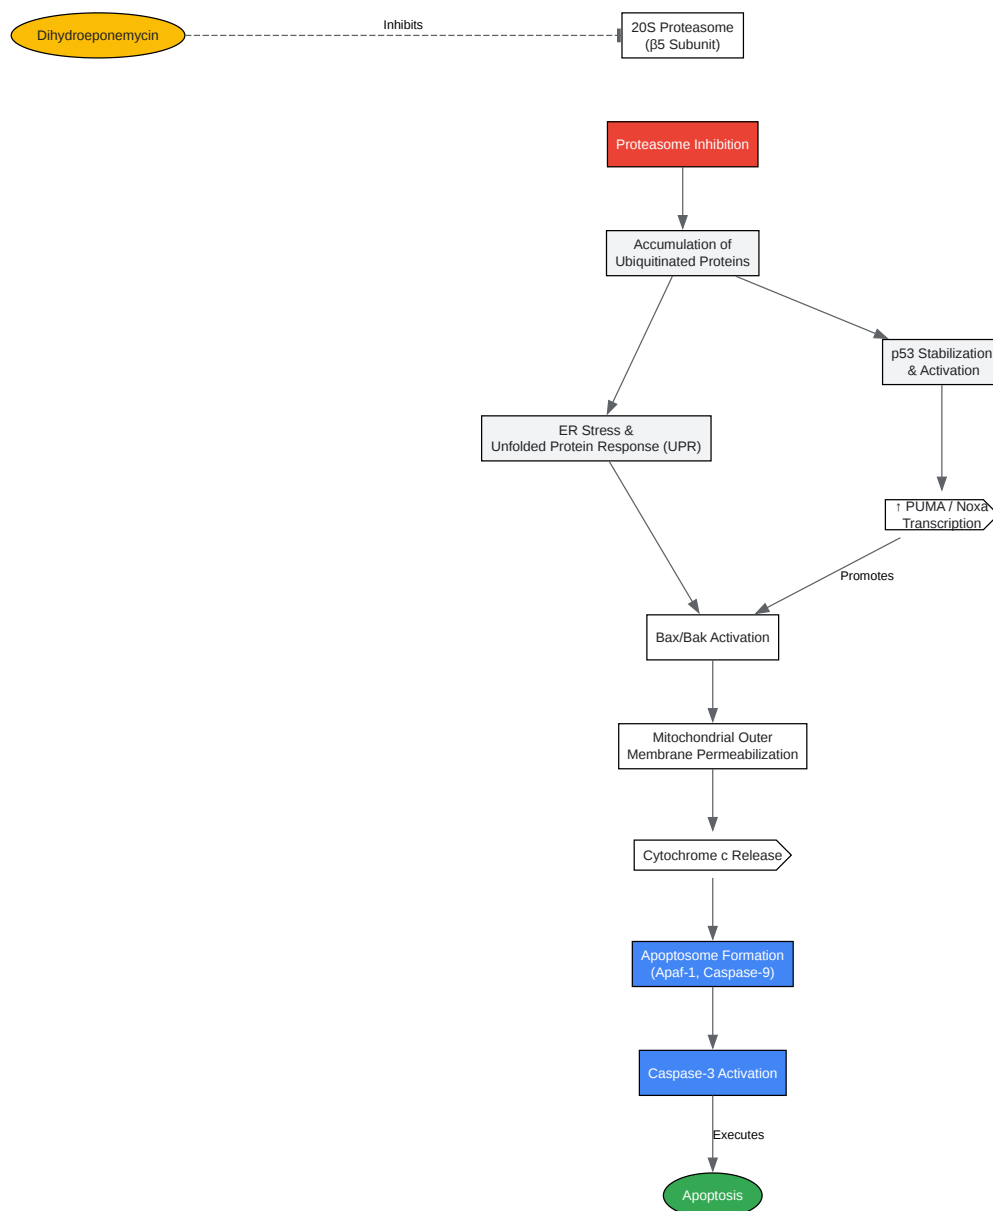 Dihydroeponemycin
Inhibits
20S Proteasome
(β5 Subunit)
Proteasome Inhibition
Accumulation of
Ubiquitinated Proteins
p53 Stabilization
& Activation
ER Stress &
Unfolded Protein Response (UPR)
↑ PUMA / Noxa
Transcription
Promotes
Bax/Bak Activation
Mitochondrial Outer
Membrane Permeabilization
Cytochrome c Release
Apoptosome Formation
(Apaf-1, Caspase-9)
Caspase-3 Activation
Executes
Apoptosis